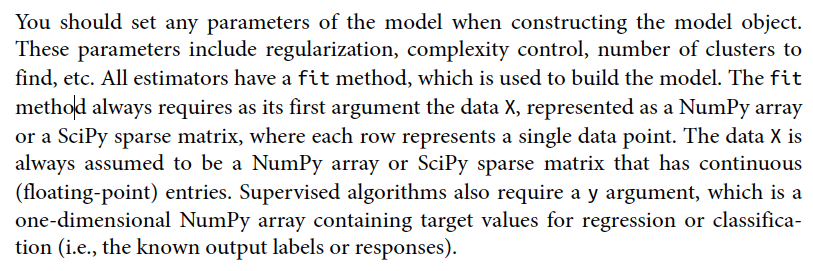 You should set any parameters of the model when constructing the model object.
These parameters include regularization, complexity control, number of clusters to
find, etc. All estimators have a fit method, which is used to build the model. The fit
method always requires as its first argument the data X, represented as a NumPy array
or a SciPy sparse matrix, where each row represents a single data point. The data X is
always assumed to be a NumPy array or SciPy sparse matrix that has continuous
(floating-point) entries. Supervised algorithms also require a y argument, which is a
one-dimensional NumPy array containing target values for regression or classifica-
tion (i.e., the known output labels or responses).